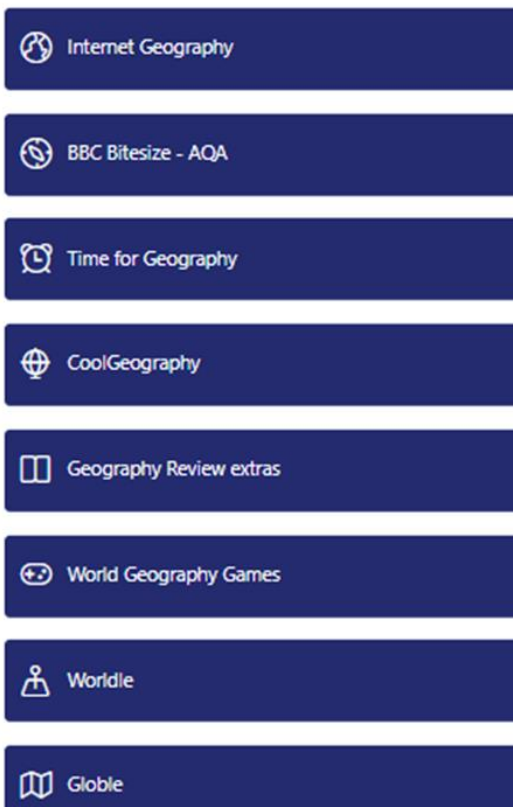 Internet Geography
BBC Bitesize - AQA
Time for Geography
CoolGeography
Geography Review extras
World Geography Games
Worldle
Globle